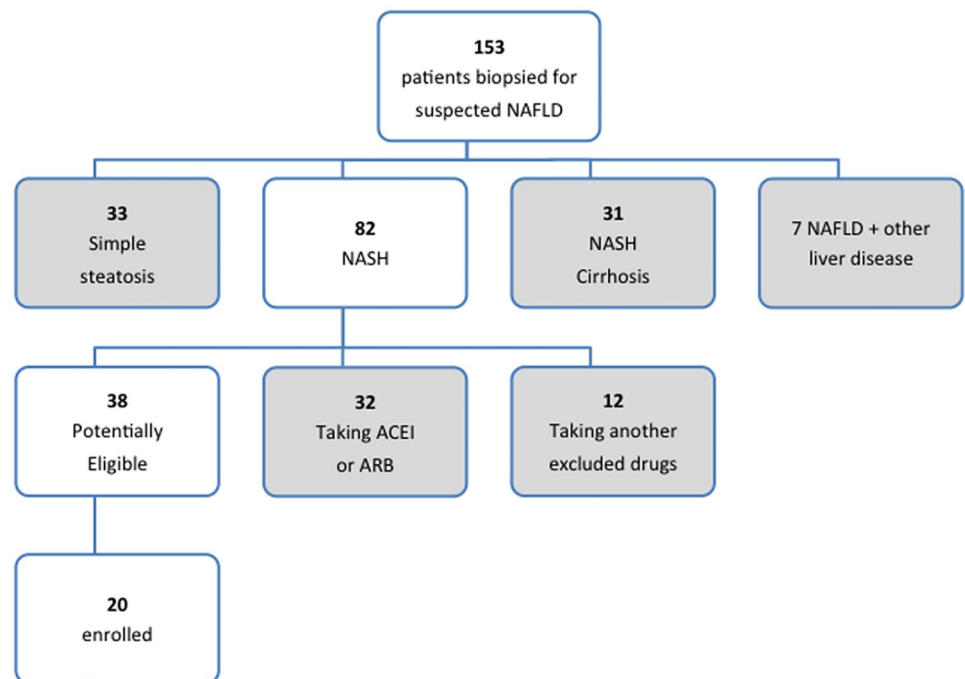 153
patients biopsied for
suspected NAFLD
33
Simple
steatosis
82
NASH
31
NASH
Cirrhosis
7 NAFLD + other
liver disease
38
Potentially
Eligible
32
Taking ACEI
or ARB
12
Taking another
excluded drugs
20
enrolled